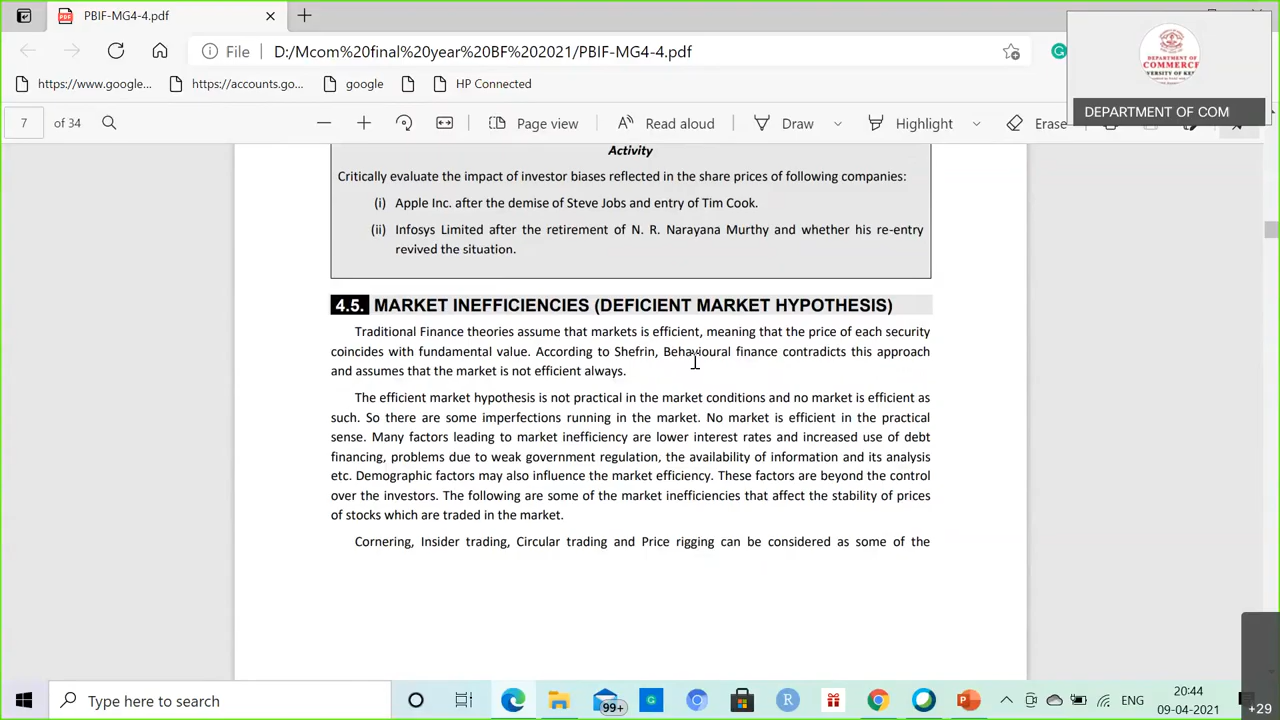 PBIF-MG4-4.pdf
File D:/Mcom%20final%20year%20BF%202021/PBIF-MG4-4.pdf
https://www.google... https://accounts.go... google Connected
DEPARTMENT OF
COMMERCE
DEPARTMENT OF COM
7 of 34 Page view Read aloud Draw Highlight Erase
Activity
Critically evaluate the impact of investor biases reflected in the share prices of following companies:
(i) Apple Inc. after the demise of Steve Jobs and entry of Tim Cook.
(ii) Infosys Limited after the retirement of N. R. Narayana Murthy and whether his re-entry
revived the situation.
4.5. MARKET INEFFICIENCIES (DEFICIENT MARKET HYPOTHESIS)
Traditional Finance theories assume that markets is efficient, meaning that the price of each security
coincides with fundamental value. According to Shefrin, Behavioural finance contradicts this approach
and assumes that the market is not efficient always.
The efficient market hypothesis is not practical in the market conditions and no market is efficient as
such. So there are some imperfections running in the market. No market is efficient in the practical
sense. Many factors leading to market inefficiency are lower interest rates and increased use of debt
financing, problems due to weak government regulation, the availability of information and its analysis
etc. Demographic factors may also influence the market efficiency. These factors are beyond the control
over the investors. The following are some of the market inefficiencies that affect the stability of prices
of stocks which are traded in the market.
Cornering, Insider trading, Circular trading and Price rigging can be considered as some of the
Type here to search
99+
ENG
20:44
09-04-2021
+29